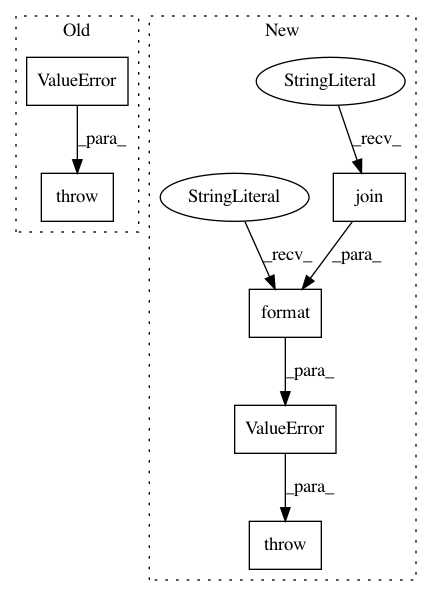 Old
New
ValueError
StringLiteral
_para_
_recv_
throw
StringLiteral
join
_recv_
_para_
format
_para_
ValueError
_para_
throw